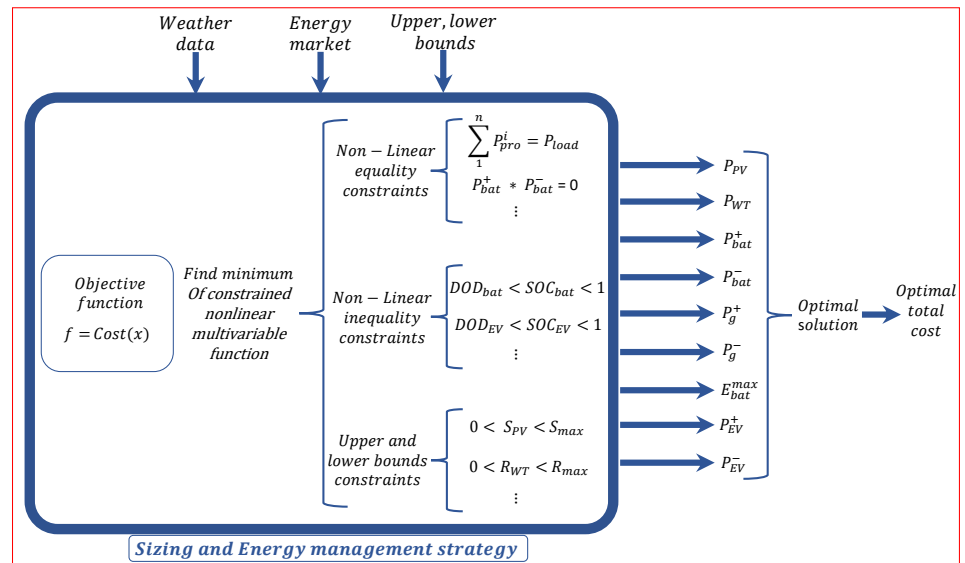 Weather
data
Energy
market
Upper, lower
bounds
Objective
function
f = Cost(x)
Find minimum
Of constrained
nonlinear
multivariable
function
Non − Linear
equality
constraints
∑_1^n P_pro^i = P_load
P_bat^+ * P_bat^- = 0
⋮
Non − Linear
inequality
constraints
DOD_bat < SOC_bat < 1
DOD_EV < SOC_EV < 1
⋮
Upper and
lower bounds
constraints
0 < S_PV < S_max
0 < R_WT < R_max
⋮
P_PV
P_WT
P_bat^+
P_bat^-
P_g^+
P_g^-
E_bat^max
P_EV^+
P_EV^-
Optimal
solution
Optimal
total
cost
Sizing and Energy management strategy